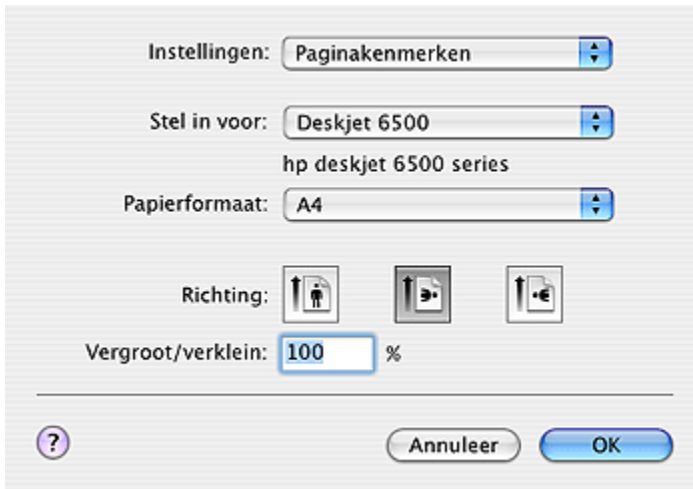 Instellingen: Paginakenmerken
Stel in voor: Deskjet 6500
hp deskjet 6500 series
Papierformaat: A4
Richting:
Vergroot/verklein: 100 %
? Annuleer OK